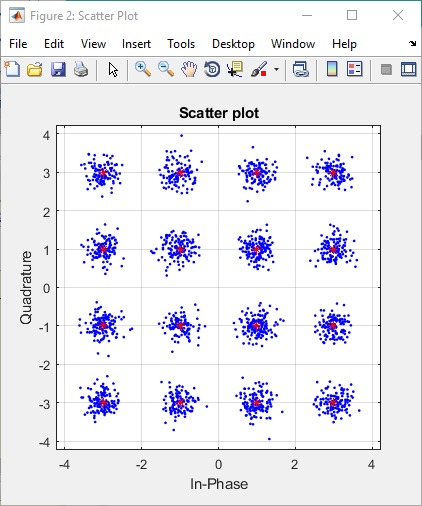 Figure 2: Scatter Plot
File Edit View Insert Tools Desktop Window Help
Scatter plot
4
3
2
1
0
-1
-2
-3
-4
Quadrature
-4 -2 0 2 4
In-Phase